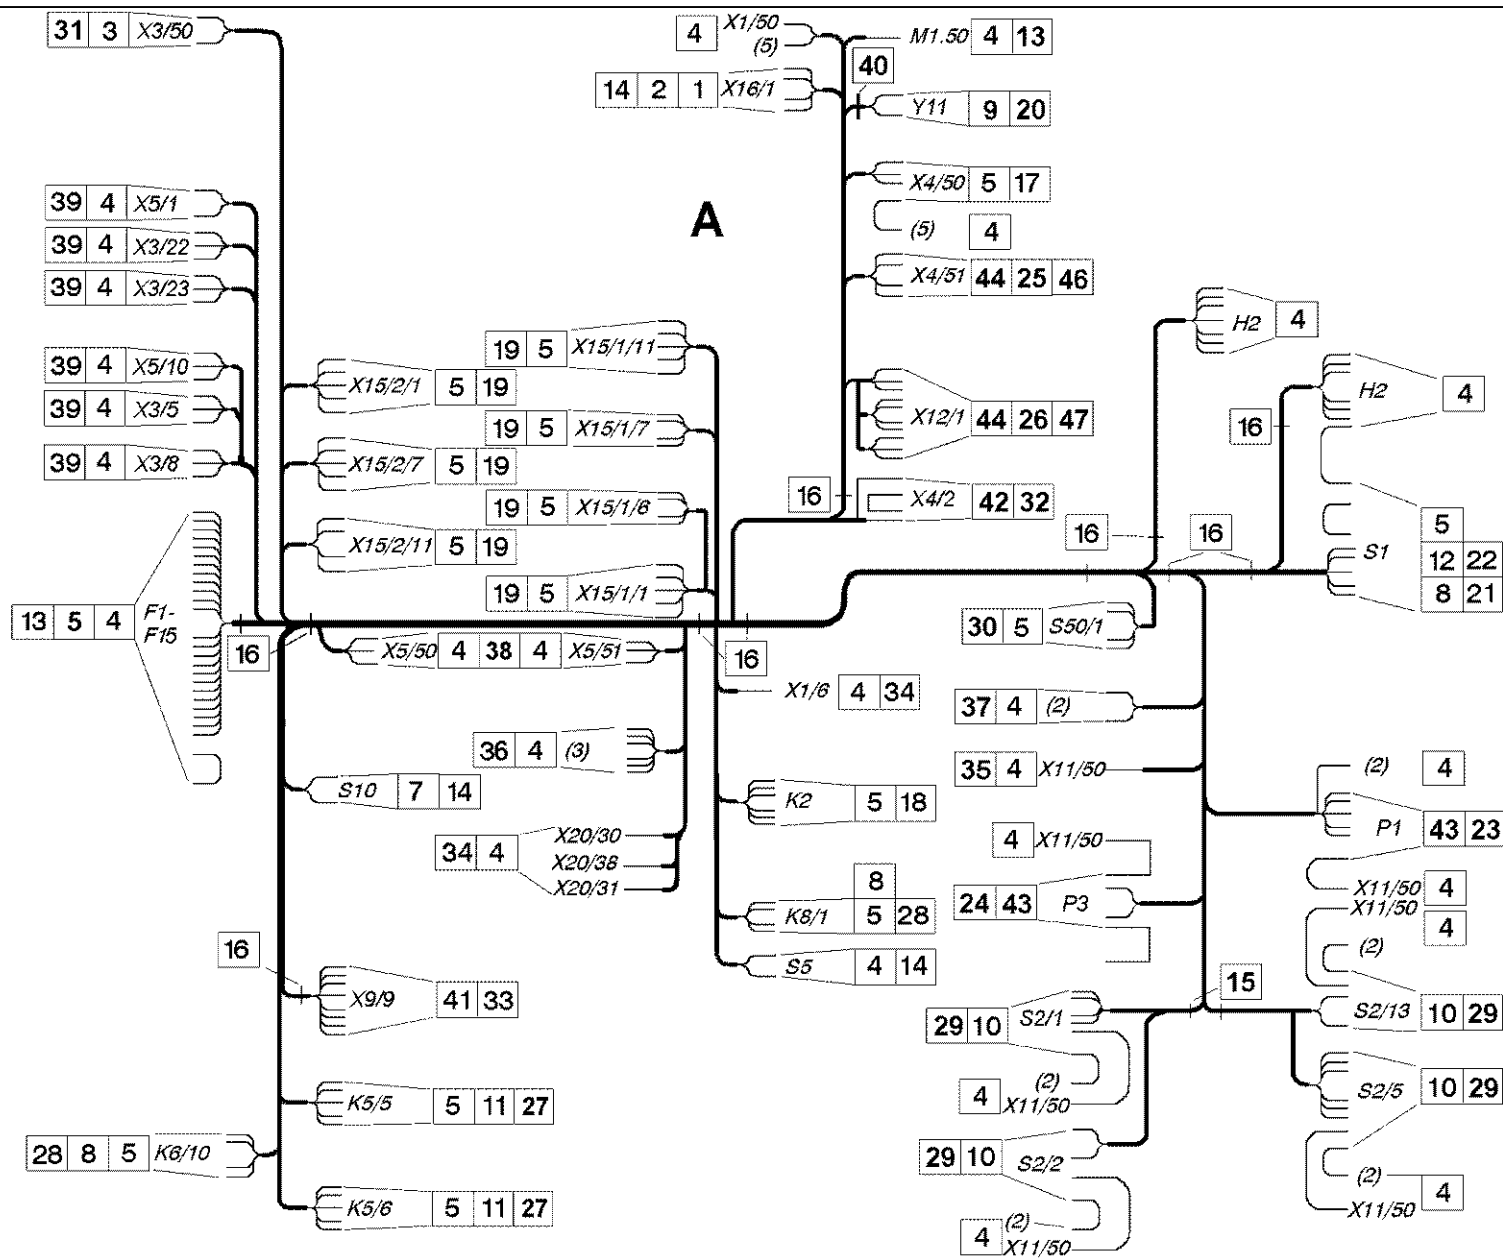 31 3 X3/50
4 X1/50
(5)
M1.50 4 13
40
14 2 1 X16/1
Y11 9 20
39 4 X5/1
X4/50 5 17
A
(5) 4
39 4 X3/22
39 4 X3/23
X4/51 44 25 46
H2 4
19 5 X15/1/11
39 4 X5/10
X15/2/1 5 19
H2 4
39 4 X3/5
19 5 X15/1/7
X12/1 44 26 47
16
39 4 X3/8
X15/2/7 5 19
16
X4/2 42 32
19 5 X15/1/6
16
16
5
X15/2/11 5 19
S1
12 22
8 21
19 5 X15/1/1
13 5 4 F1-
F15
30 5 S50/1
16
X5/50 4 38 4 X5/51
16
X1/6 4 34
37 4 (2)
36 4 (3)
35 4 X11/50
(2) 4
S10 7 14
K2 5 18
P1 43 23
34 4
X20/30
X20/38
X20/31
4 X11/50
8
X11/50 4
24 43 P3
K8/1 5 28
X11/50
4
16
(2)
S5 4 14
15
X9/9 41 33
S2/13 10 29
29 10 S2/1
(2)
S2/5 10 29
4 X11/50
K5/5 5 11 27
28 8 5 K6/10
29 10 S2/2
(2)
4
X11/50
K5/6 5 11 27
(2)
4
X11/50